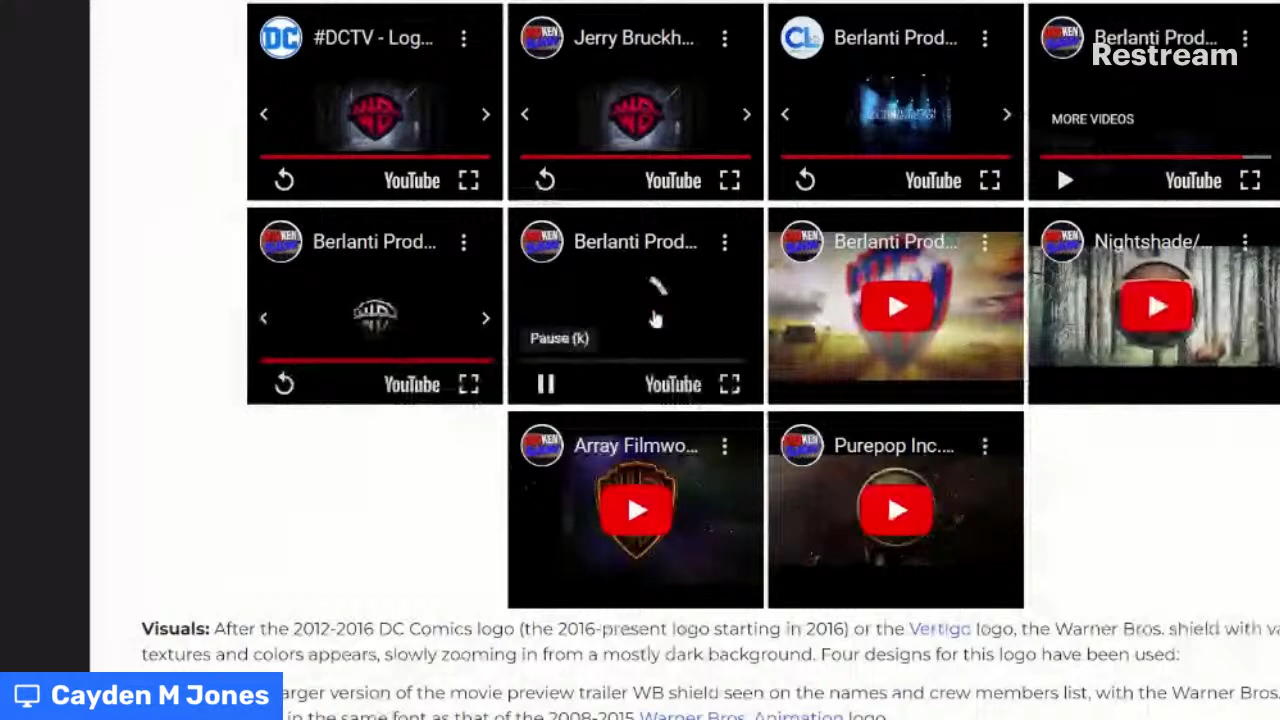 #DCTV - Log...
Jerry Bruckh...
Berlanti Prod...
Berlanti Prod...
Restream
MORE VIDEOS
YouTube
YouTube
YouTube
YouTube
Berlanti Prod...
Berlanti Prod...
Berlanti Prod...
Nightshade/...
Pause (k)
YouTube
YouTube
Array Filmwo...
Purepop Inc....
Visuals: After the 2012-2016 DC Comics logo (the 2016-present logo starting in 2016) or the Vertigo logo, the Warner Bros. shield with va
textures and colors appears, slowly zooming in from a mostly dark background. Four designs for this logo have been used:
arger version of the movie preview trailer WB shield seen on the names and crew members list, with the Warner Bros.
in the same font as that of the 2008-2015 Warner Bros. Animation logo
Cayden M Jones